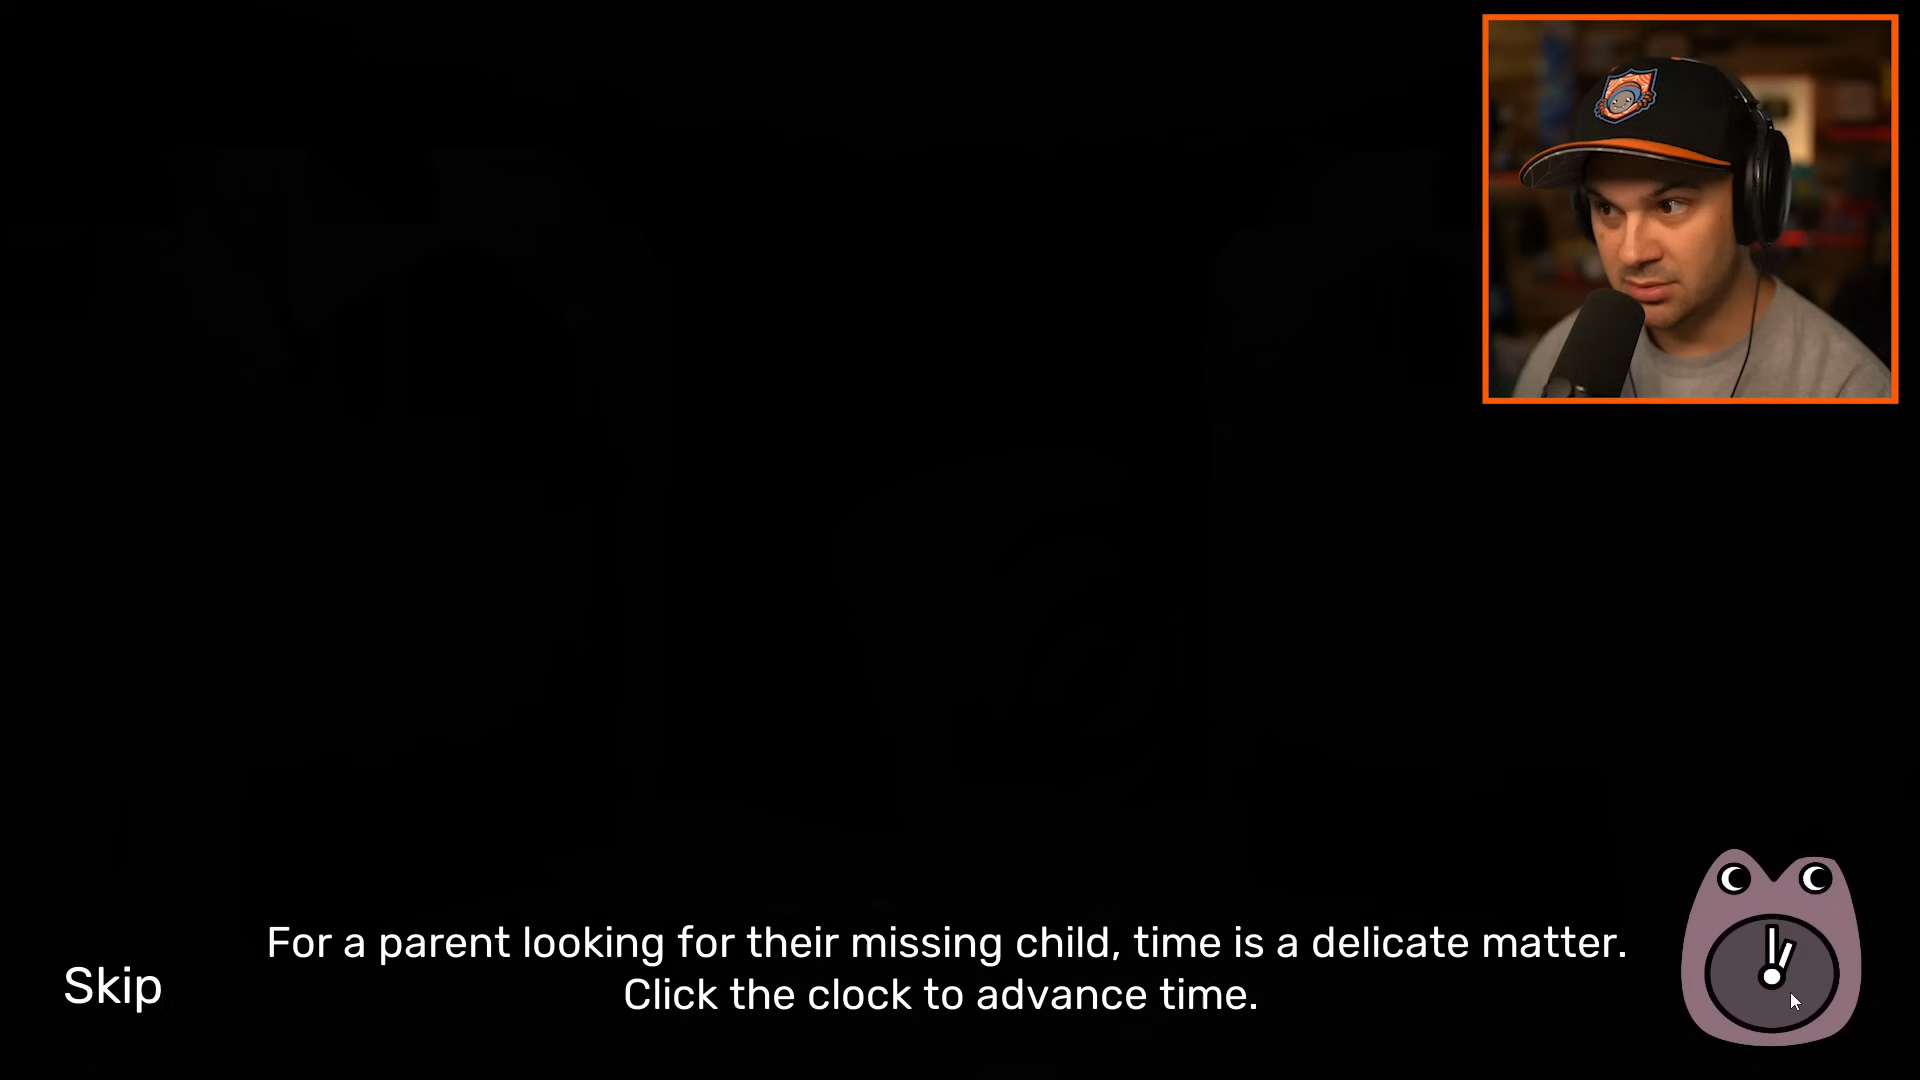 For a parent looking for their missing child, time is a delicate matter.
Click the clock to advance time.
Skip